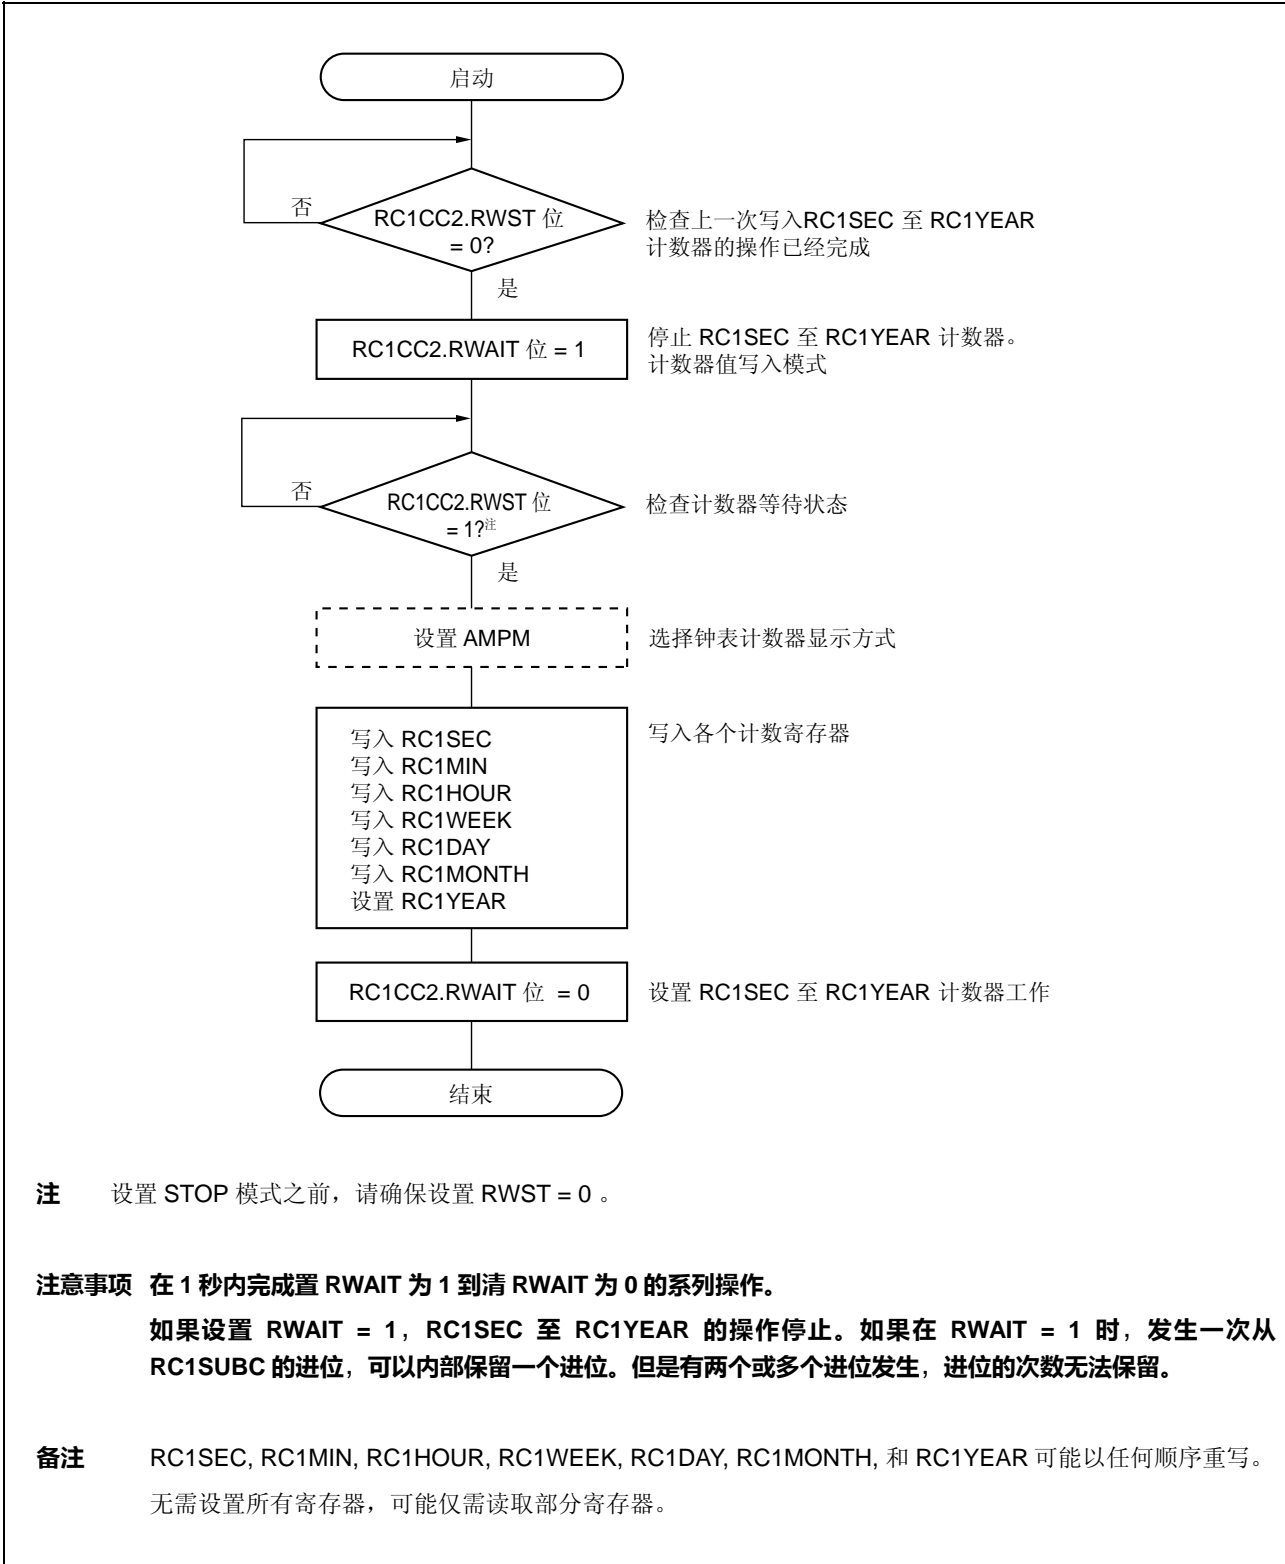 启动
否
RC1CC2.RWST 位
= 0?
检查上一次写入RC1SEC 至 RC1YEAR
计数器的操作已经完成
是
RC1CC2.RWAIT 位 = 1
停止 RC1SEC 至 RC1YEAR 计数器。
计数器值写入模式
否
RC1CC2.RWST 位
= 1?注
检查计数器等待状态
是
设置 AMPM
选择钟表计数器显示方式
写入 RC1SEC
写入 RC1MIN
写入 RC1HOUR
写入 RC1WEEK
写入 RC1DAY
写入 RC1MONTH
设置 RC1YEAR
写入各个计数寄存器
RC1CC2.RWAIT 位 = 0
设置 RC1SEC 至 RC1YEAR 计数器工作
结束
注 设置 STOP 模式之前，请确保设置 RWST = 0 。
注意事项 在 1 秒内完成置 RWAIT 为 1 到清 RWAIT 为 0 的系列操作。
如果设置 RWAIT = 1，RC1SEC 至 RC1YEAR 的操作停止。如果在 RWAIT = 1 时，发生一次从
RC1SUBC 的进位，可以内部保留一个进位。但是有两个或多个进位发生，进位的次数无法保留。
备注 RC1SEC, RC1MIN, RC1HOUR, RC1WEEK, RC1DAY, RC1MONTH, 和 RC1YEAR 可能以任何顺序重写。
无需设置所有寄存器，可能仅需读取部分寄存器。